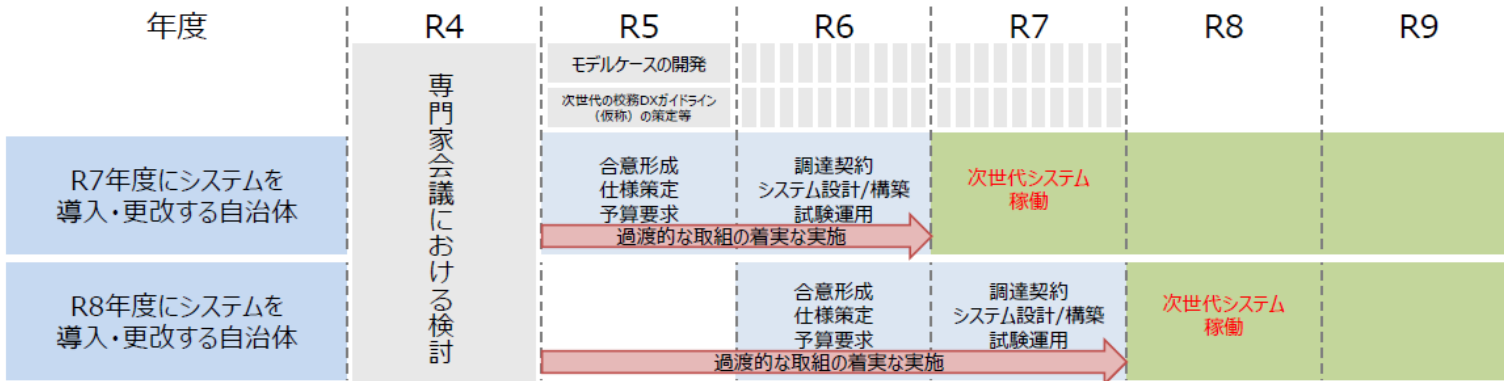 年度
R4
R5
R6
R7
R8
R9
専門家会議における検討
モデルケースの開発
次世代の校務DXガイドライン
（仮称）の策定等
R7年度にシステムを
導入・更改する自治体
合意形成
仕様策定
予算要求
調達契約
システム設計/構築
試験運用
次世代システム
稼働
過渡的な取組の着実な実施
R8年度にシステムを
導入・更改する自治体
合意形成
仕様策定
予算要求
調達契約
システム設計/構築
試験運用
次世代システム
稼働
過渡的な取組の着実な実施